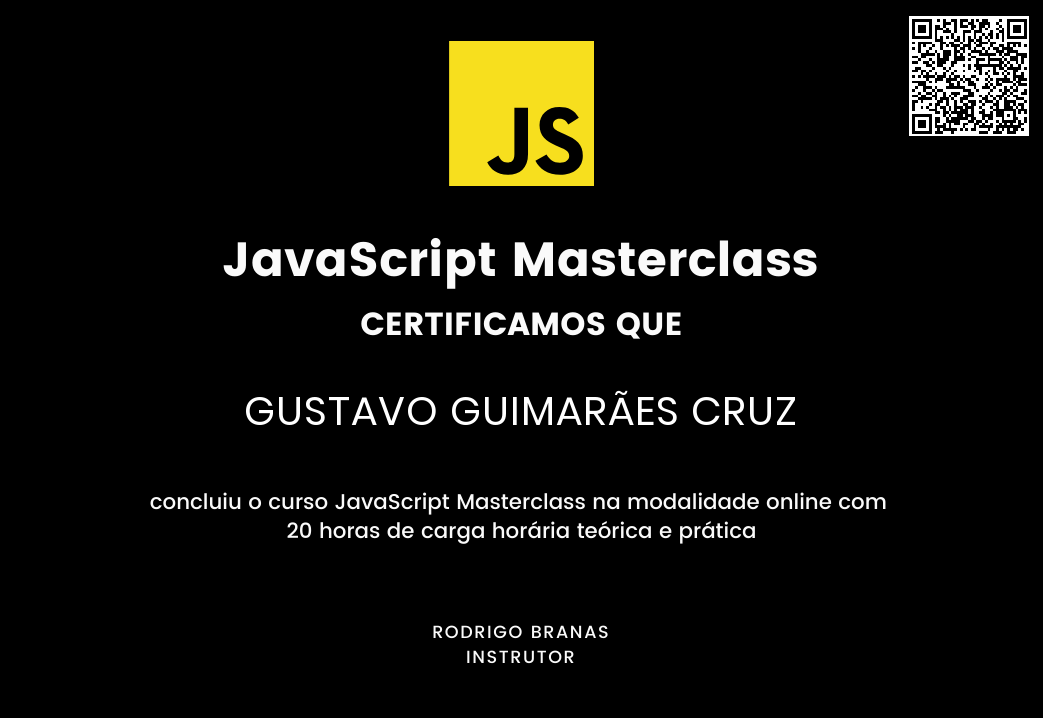 JS
JavaScript Masterclass
CERTIFICAMOS QUE
GUSTAVO GUIMARÃES CRUZ
concluiu o curso JavaScript Masterclass na modalidade online com
20 horas de carga horária teórica e prática
RODRIGO BRANAS
INSTRUTOR